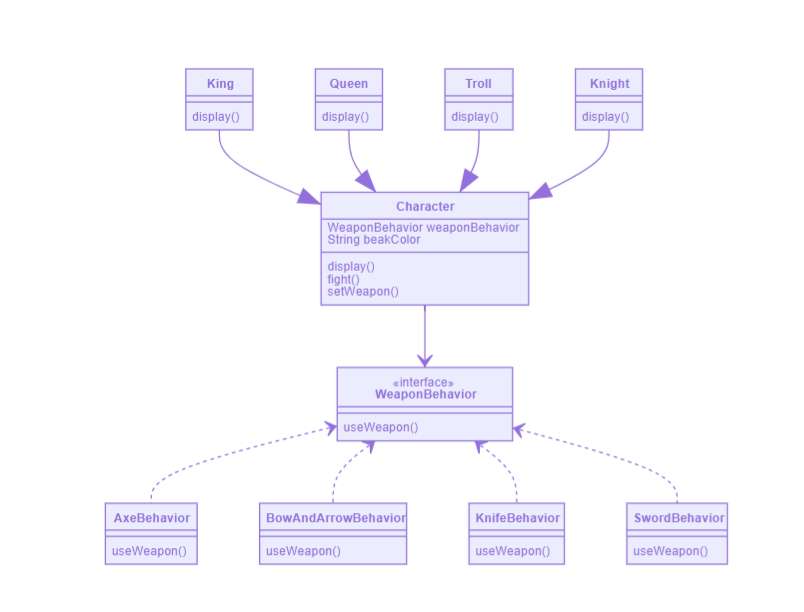 King
display()
Queen
display()
Troll
display()
Knight
display()
Character
WeaponBehavior weaponBehavior
String beakColor
display()
fight()
setWeapon()
«interface»
WeaponBehavior
useWeapon()
AxeBehavior
useWeapon()
BowAndArrowBehavior
useWeapon()
KnifeBehavior
useWeapon()
SwordBehavior
useWeapon()